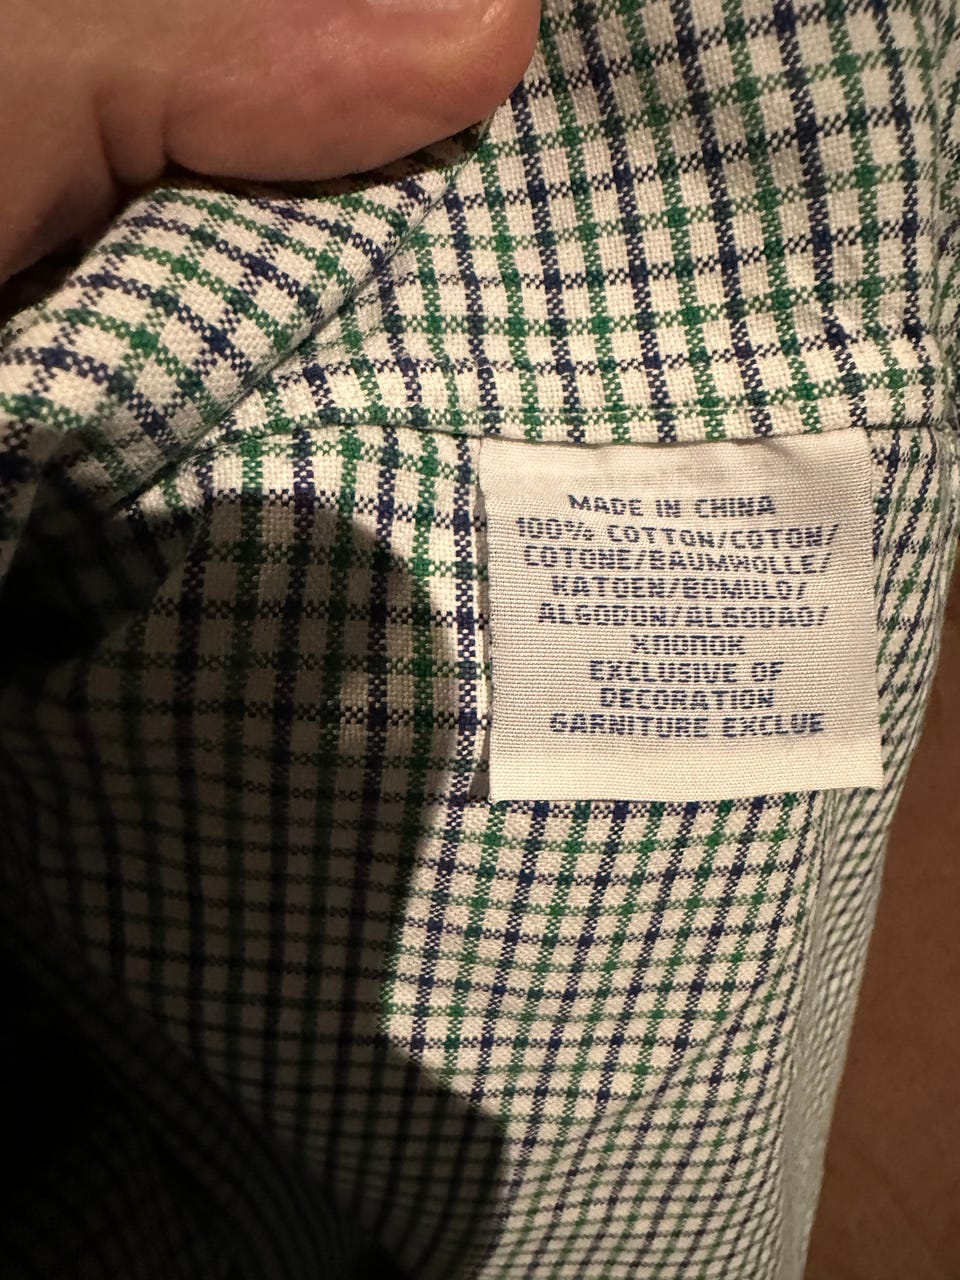 MADE IN CHINA
100% COTTON/COTON/
COTONE/BAUMWOLLE/
KATOEN/BOMULD/
ALGODON/ALGODAO/
ХЛОПОК
EXCLUSIVE OF
DECORATION
GARNITURE EXCLUE